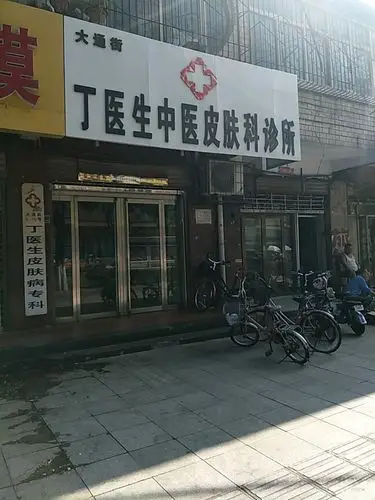 大通街
丁医生中医皮肤科诊所
模
丁医生皮肤病专科